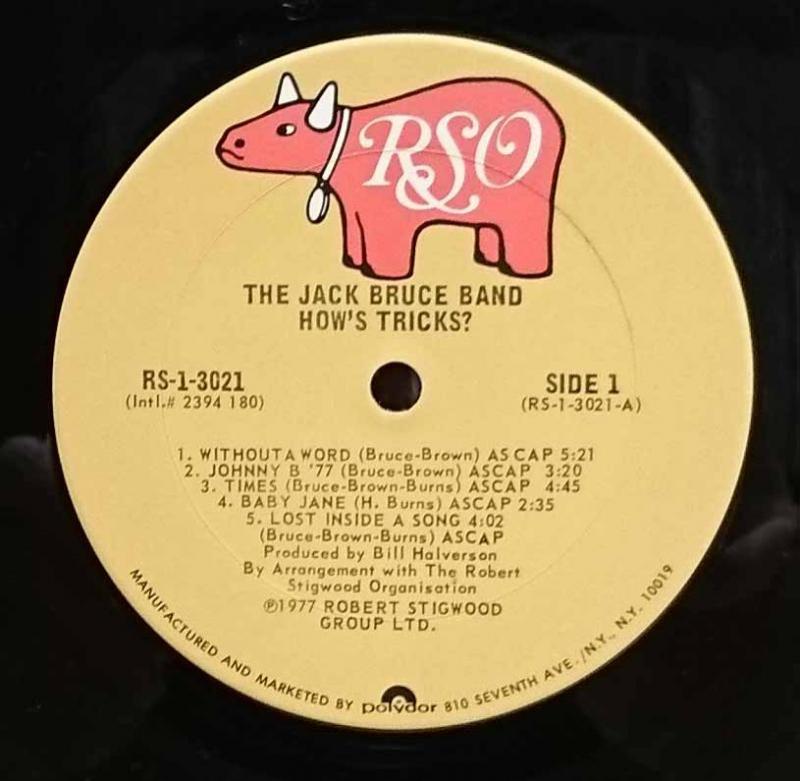 RSO
THE JACK BRUCE BAND
HOW'S TRICKS?
RS-1-3021
(Intl.# 2394 180)
SIDE 1
(RS-1-3021-A)
1. WITHOUT A WORD (Bruce-Brown) ASCAP 5:21
2. JOHNNY B '77 (Bruce-Brown) ASCAP 3:20
3. TIMES (Bruce-Brown-Burns) ASCAP 4:45
4. BABY JANE (H. Burns) ASCAP 2:35
5. LOST INSIDE A SONG 4:02
(Bruce-Brown-Burns) ASCAP
Produced by Bill Halverson
By Arrangement with The Robert
Stigwood Organisation
℗1977 ROBERT STIGWOOD
GROUP LTD.
MANUFACTURED AND MARKETED BY polydor 810 SEVENTH AVE./N.Y., N.Y. 10019